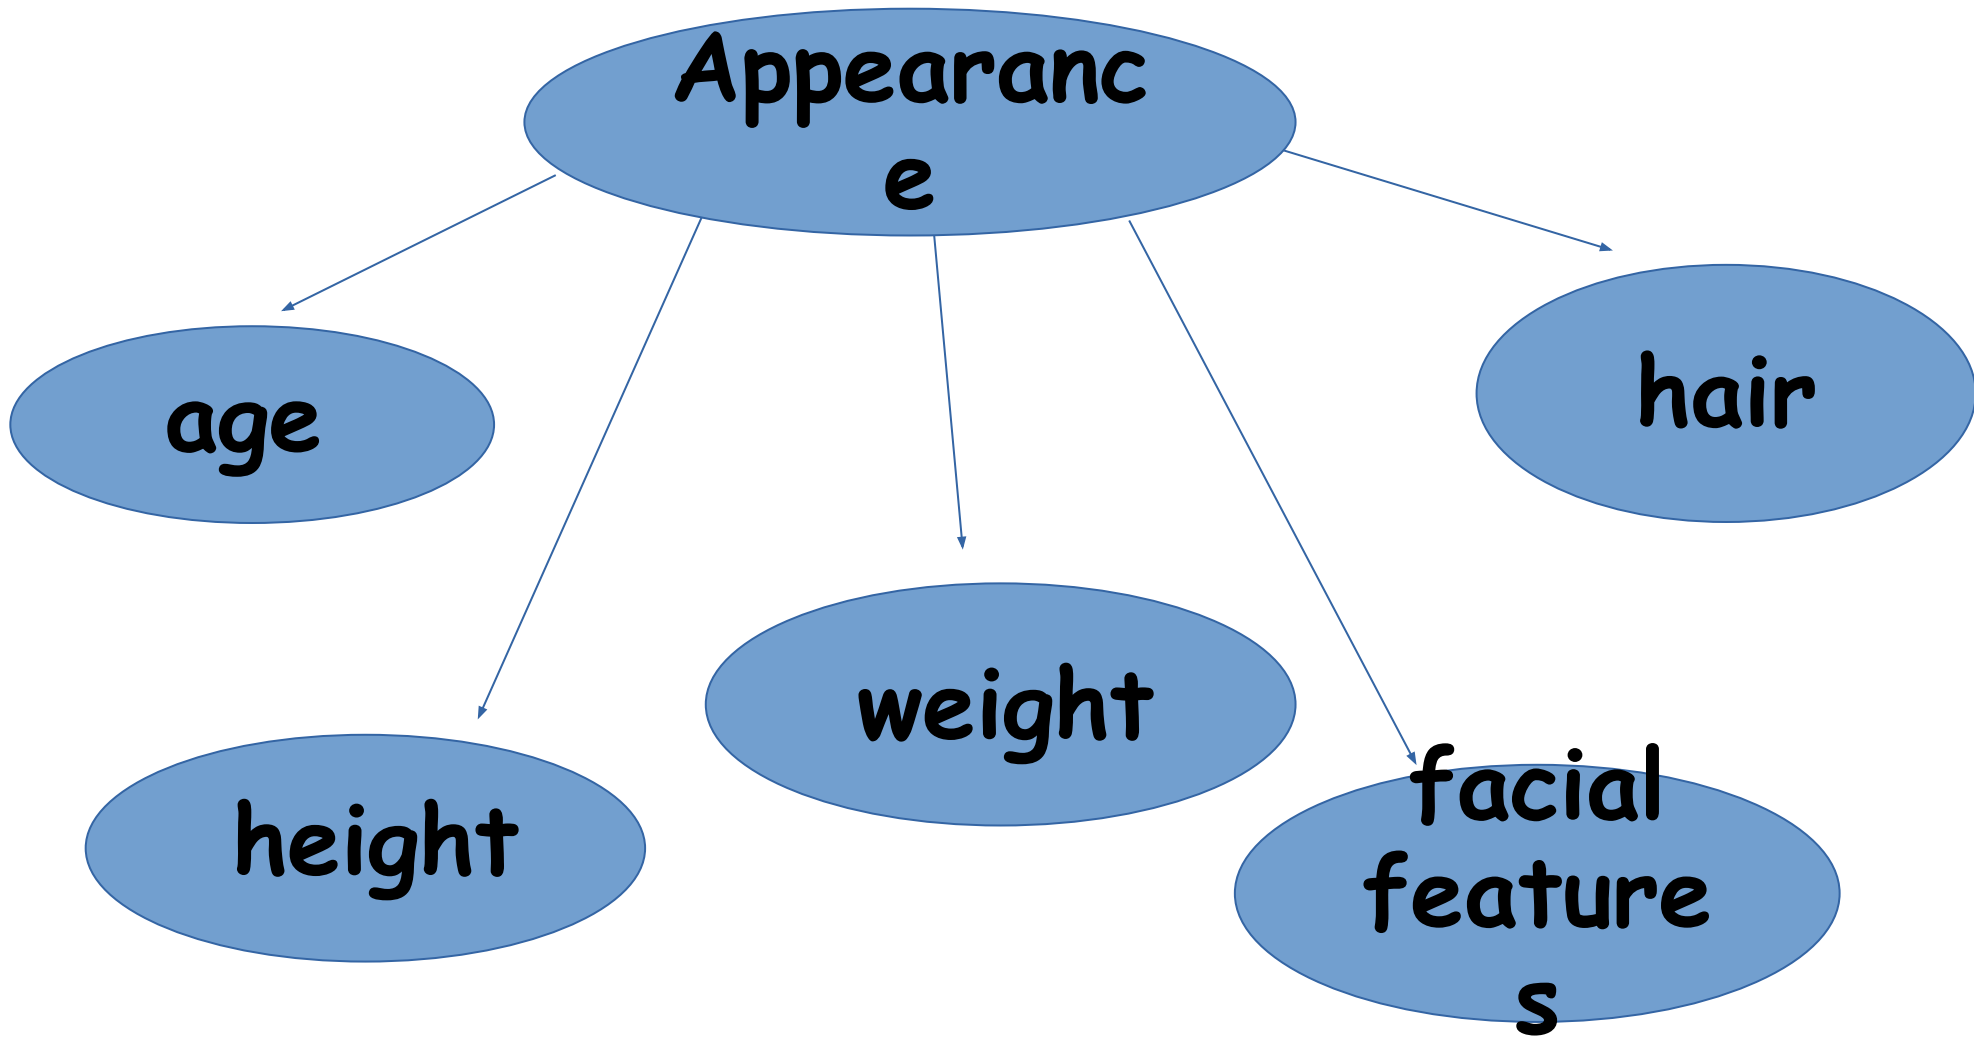 Appearanc
e
age
hair
height
weight
facial
feature
s